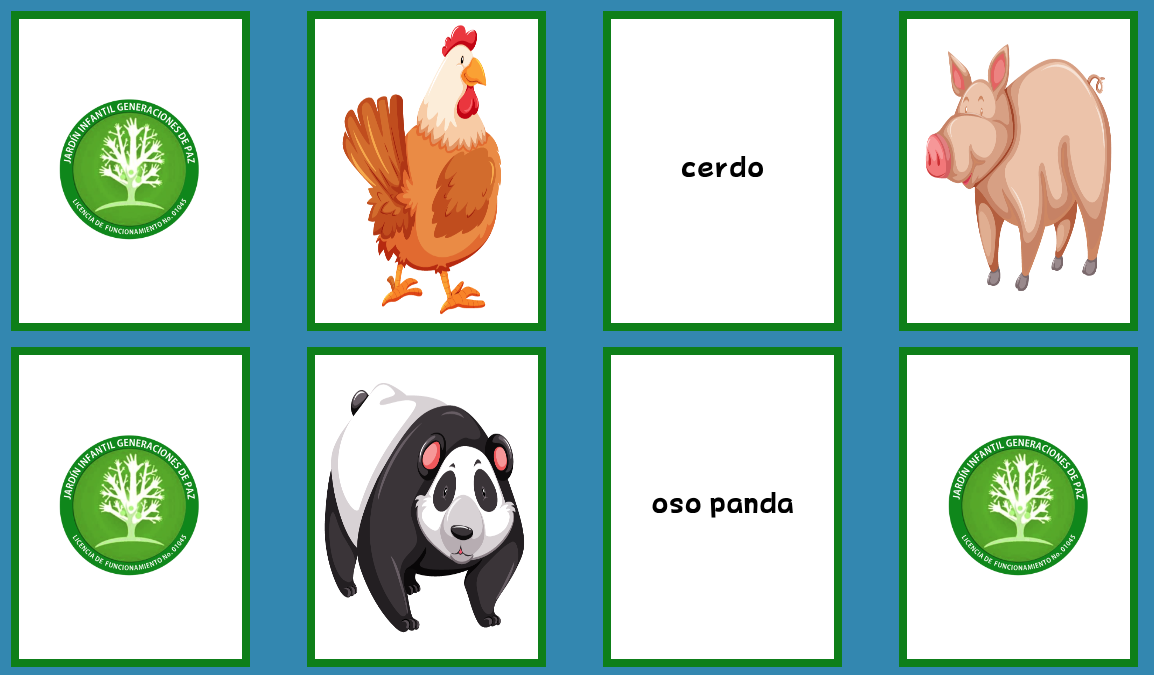 JARDÍN INFANTIL GENERACIONES DE PAZ
LICENCIA DE FUNCIONAMIENTO No. 01045
cerdo
JARDÍN INFANTIL GENERACIONES DE PAZ
LICENCIA DE FUNCIONAMIENTO No. 01045
oso panda
JARDÍN INFANTIL GENERACIONES DE PAZ
LICENCIA DE FUNCIONAMIENTO No. 01045